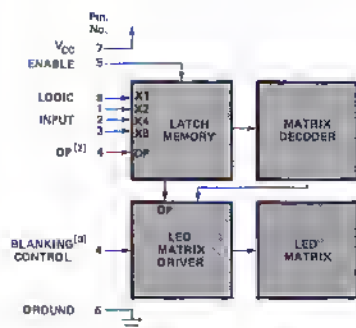 Pin.
No.
VCC 7
ENABLE 5
LOGIC 8 X1
1 X2
INPUT 2 X4
3 X8
DP[2] 4 DP
LATCH
MEMORY
MATRIX
DECODER
DP
BLANKING[3]
CONTROL 4
LED
MATRIX
DRIVER
LED
MATRIX
GROUND 6